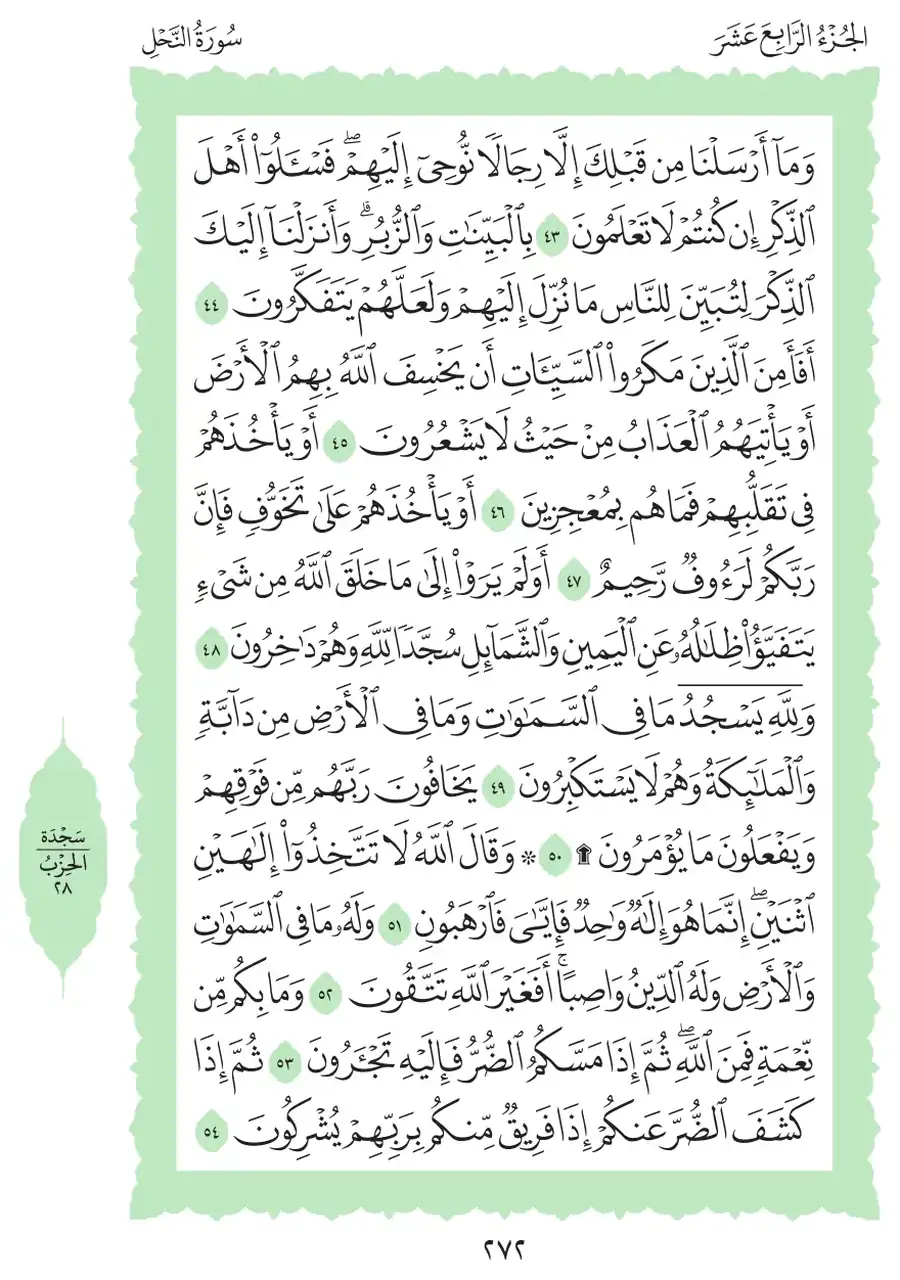 الجُزْءُ الرَّابِعَ عَشَرَ
سُورَةُ النَّحْلِ
وَمَآ أَرْسَلْنَا مِن قَبْلِكَ إِلَّا رِجَالًا نُّوحِىٓ إِلَيْهِمْۖ فَسْـَٔلُوٓا۟ أَهْلَ
ٱلذِّكْرِ إِن كُنتُمْ لَا تَعْلَمُونَ ٤٣ بِٱلْبَيِّنَٰتِ وَٱلزُّبُرِۗ وَأَنزَلْنَآ إِلَيْكَ
ٱلذِّكْرَ لِتُبَيِّنَ لِلنَّاسِ مَا نُزِّلَ إِلَيْهِمْ وَلَعَلَّهُمْ يَتَفَكَّرُونَ ٤٤
أَفَأَمِنَ ٱلَّذِينَ مَكَرُوا۟ ٱلسَّيِّـَٔاتِ أَن يَخْسِفَ ٱللَّهُ بِهِمُ ٱلْأَرْضَ
أَوْ يَأْتِيَهُمُ ٱلْعَذَابُ مِنْ حَيْثُ لَا يَشْعُرُونَ ٤٥ أَوْ يَأْخُذَهُمْ
فِى تَقَلُّبِهِمْ فَمَا هُم بِمُعْجِزِينَ ٤٦ أَوْ يَأْخُذَهُمْ عَلَىٰ تَخَوُّفٍ فَإِنَّ
رَبَّكُمْ لَرَءُوفٌ رَّحِيمٌ ٤٧ أَوَلَمْ يَرَوْا۟ إِلَىٰ مَا خَلَقَ ٱللَّهُ مِن شَىْءٍ
يَتَفَيَّؤُا۟ ظِلَٰلُهُۥ عَنِ ٱلْيَمِينِ وَٱلشَّمَآئِلِ سُجَّدًا لِّلَّهِ وَهُمْ دَٰخِرُونَ ٤٨
وَلِلَّهِ يَسْجُدُ مَا فِى ٱلسَّمَٰوَٰتِ وَمَا فِى ٱلْأَرْضِ مِن دَآبَّةٍ
وَٱلْمَلَٰٓئِكَةُ وَهُمْ لَا يَسْتَكْبِرُونَ ٤٩ يَخَافُونَ رَبَّهُم مِّن فَوْقِهِمْ
وَيَفْعَلُونَ مَا يُؤْمَرُونَ ۩ ٥٠ ۞ وَقَالَ ٱللَّهُ لَا تَتَّخِذُوٓا۟ إِلَٰهَيْنِ
ٱثْنَيْنِۖ إِنَّمَا هُوَ إِلَٰهٌ وَٰحِدٌ فَإِيَّٰىَ فَٱرْهَبُونِ ٥١ وَلَهُۥ مَا فِى ٱلسَّمَٰوَٰتِ
وَٱلْأَرْضِ وَلَهُ ٱلدِّينُ وَاصِبًاۚ أَفَغَيْرَ ٱللَّهِ تَتَّقُونَ ٥٢ وَمَا بِكُم مِّن
نِّعْمَةٍ فَمِنَ ٱللَّهِۖ ثُمَّ إِذَا مَسَّكُمُ ٱلضُّرُّ فَإِلَيْهِ تَجْـَٔرُونَ ٥٣ ثُمَّ إِذَا
كَشَفَ ٱلضُّرَّ عَنكُمْ إِذَا فَرِيقٌ مِّنكُم بِرَبِّهِمْ يُشْرِكُونَ ٥٤
سَجْدَة
الحِزْبُ
٢٨
٢٧٢